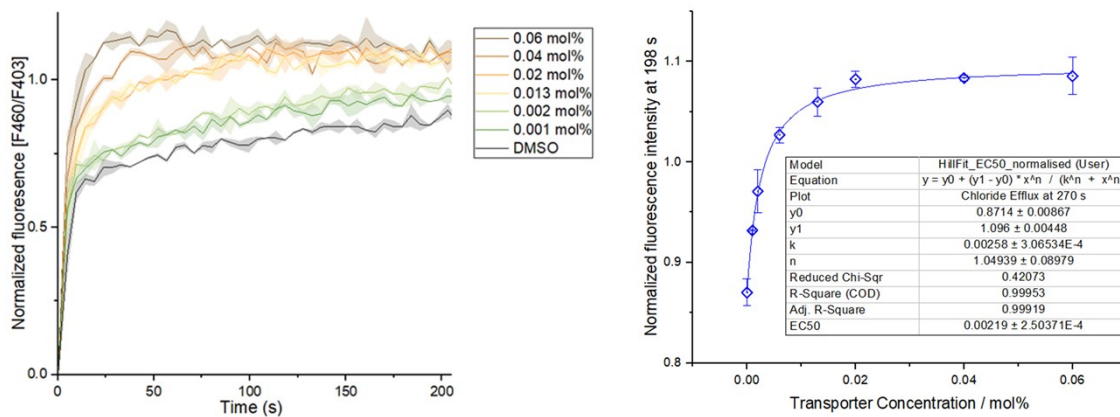 Normalized fluoresence [F460/F403]
1.0
0.5
0.0
0 50 100 150 200
Time (s)
0.06 mol%
0.04 mol%
0.02 mol%
0.013 mol%
0.002 mol%
0.001 mol%
DMSO
Normalized fluorescence intensity at 198 s
1.1
1.0
0.9
0.8
0.00 0.02 0.04 0.06
Transporter Concentration / mol%
Model HillFit_EC50_normalised (User)
Equation y = y0 + (y1 - y0) * x^n / (k^n + x^n
Plot Chloride Efflux at 270 s
y0 0.8714 ± 0.00867
y1 1.096 ± 0.00448
k 0.00258 ± 3.06534E-4
n 1.04939 ± 0.08979
Reduced Chi-Sqr 0.42073
R-Square (COD) 0.99953
Adj. R-Square 0.99919
EC50 0.00219 ± 2.50371E-4